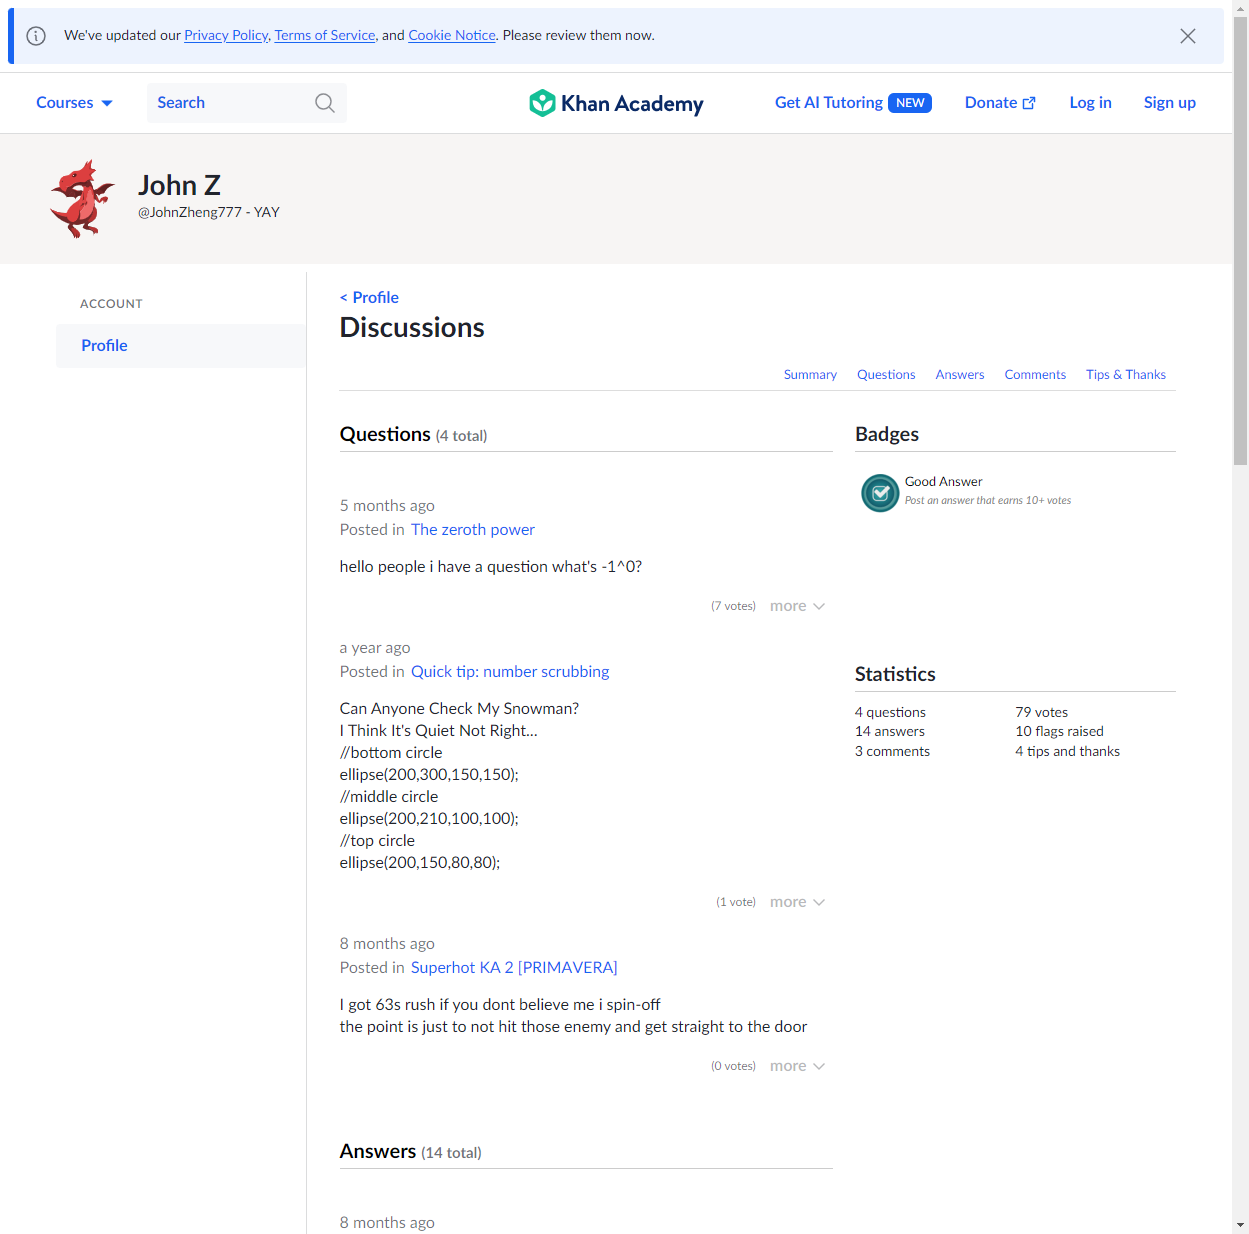 We've updated our Privacy Policy, Terms of Service, and Cookie Notice. Please review them now.
Courses
Search
Khan Academy
Get AI Tutoring NEW
Donate
Log in
Sign up
John Z
@JohnZheng777 - YAY
ACCOUNT
Profile
< Profile
Discussions
Summary Questions Answers Comments Tips & Thanks
Questions (4 total)
5 months ago
Posted in The zeroth power
hello people i have a question what's -1^0?
(7 votes) more
a year ago
Posted in Quick tip: number scrubbing
Can Anyone Check My Snowman?
I Think It's Quiet Not Right...
//bottom circle
ellipse(200,300,150,150);
//middle circle
ellipse(200,210,100,100);
//top circle
ellipse(200,150,80,80);
(1 vote) more
8 months ago
Posted in Superhot KA 2 [PRIMAVERA]
I got 63s rush if you dont believe me i spin-off
the point is just to not hit those enemy and get straight to the door
(0 votes) more
Answers (14 total)
8 months ago
Badges
Good Answer
Post an answer that earns 10+ votes
Statistics
4 questions
14 answers
3 comments
79 votes
10 flags raised
4 tips and thanks